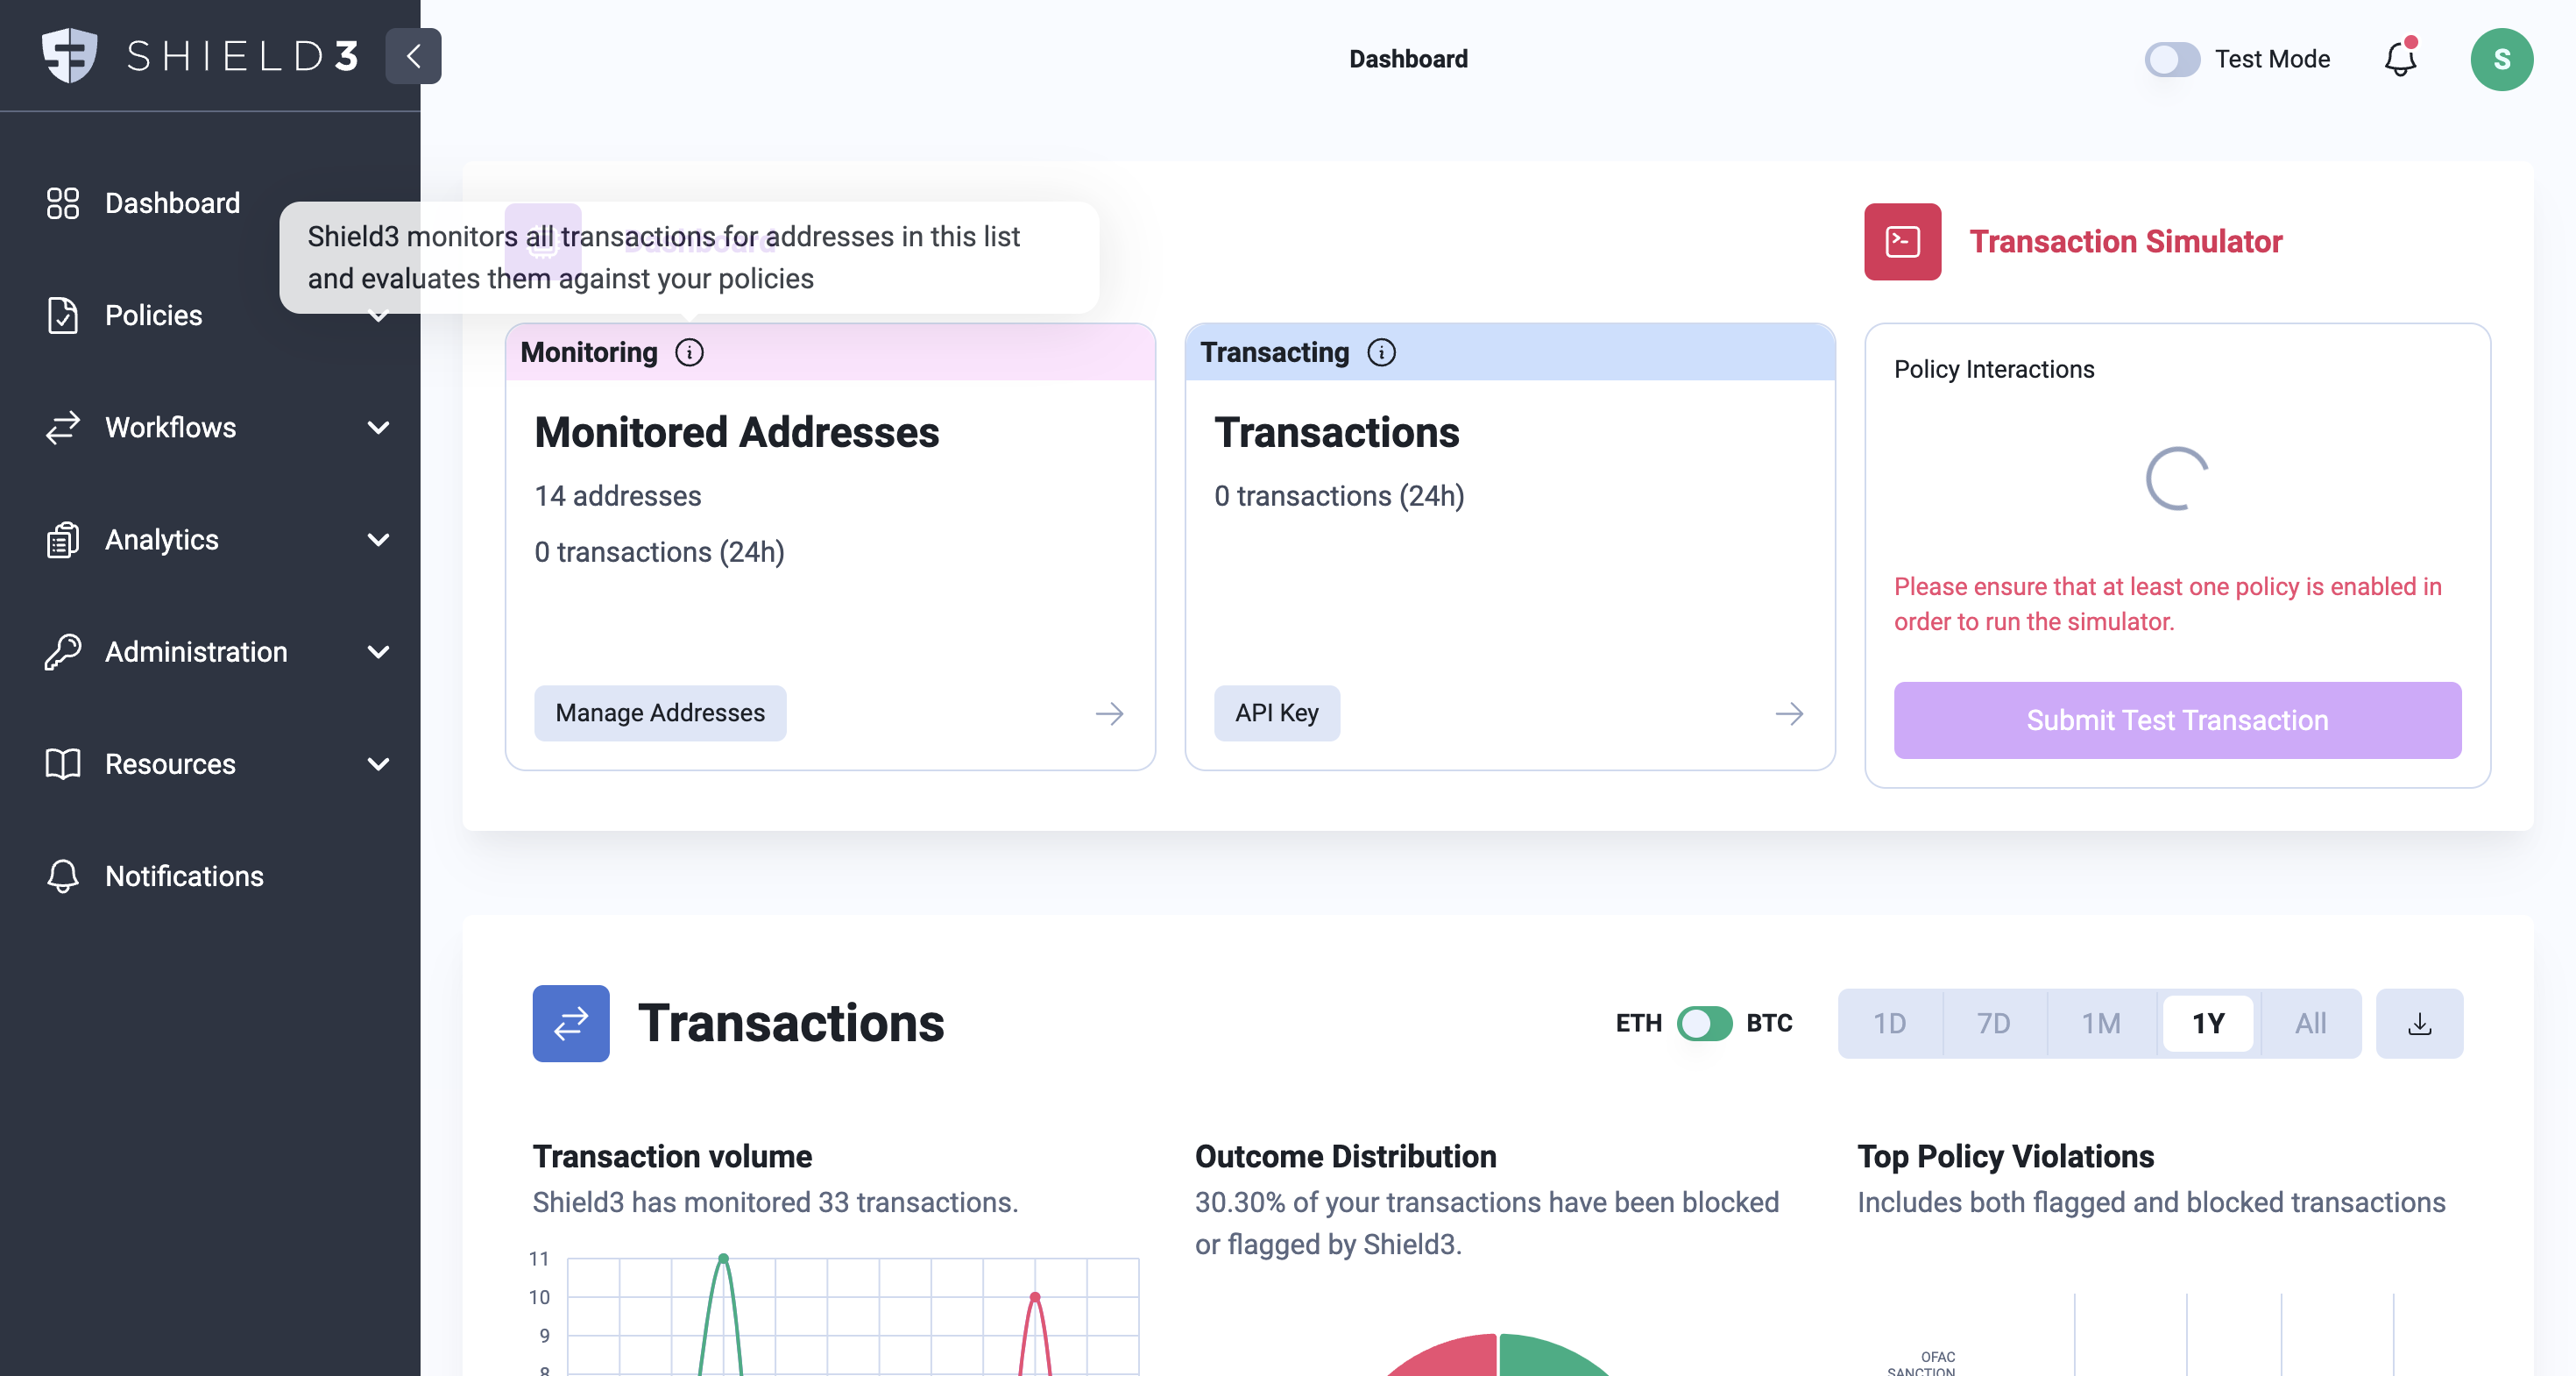 SHIELD3
Dashboard
Test Mode
S
Dashboard
Policies
Workflows
Analytics
Administration
Resources
Notifications
Shield3 monitors all transactions for addresses in this list
and evaluates them against your policies
Dashboard
Monitoring
Monitored Addresses
14 addresses
0 transactions (24h)
Manage Addresses
Transacting
Transactions
0 transactions (24h)
API Key
Transaction Simulator
Policy Interactions
Please ensure that at least one policy is enabled in
order to run the simulator.
Submit Test Transaction
Transactions
ETH BTC
1D 7D 1M 1Y All
Transaction volume
Shield3 has monitored 33 transactions.
11
10
9
8
Outcome Distribution
30.30% of your transactions have been blocked
or flagged by Shield3.
Top Policy Violations
Includes both flagged and blocked transactions
OFAC
SANCTION